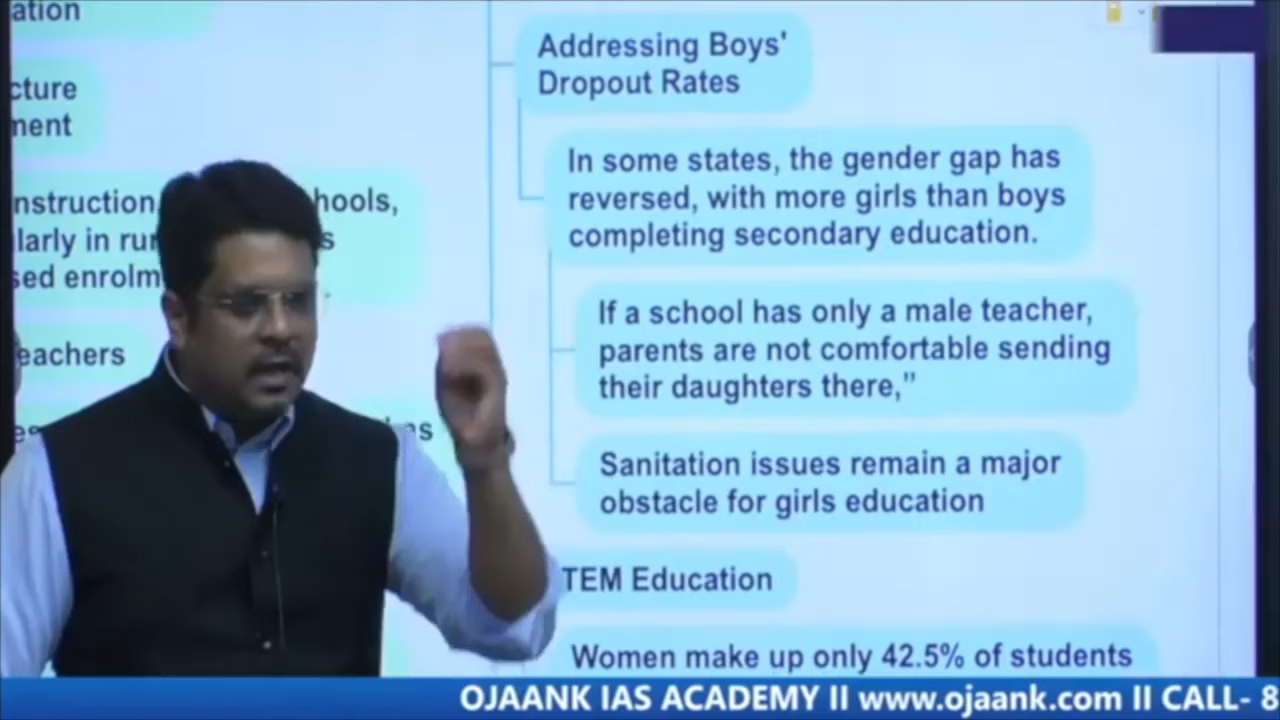 ation
cture
ment
nstruction, hools,
larly in rur s
sed enrolm
eachers
Addressing Boys'
Dropout Rates
In some states, the gender gap has
reversed, with more girls than boys
completing secondary education.
If a school has only a male teacher,
parents are not comfortable sending
their daughters there,”
Sanitation issues remain a major
obstacle for girls education
TEM Education
Women make up only 42.5% of students
OJAANK IAS ACADEMY II www.ojaank.com II CALL- 8